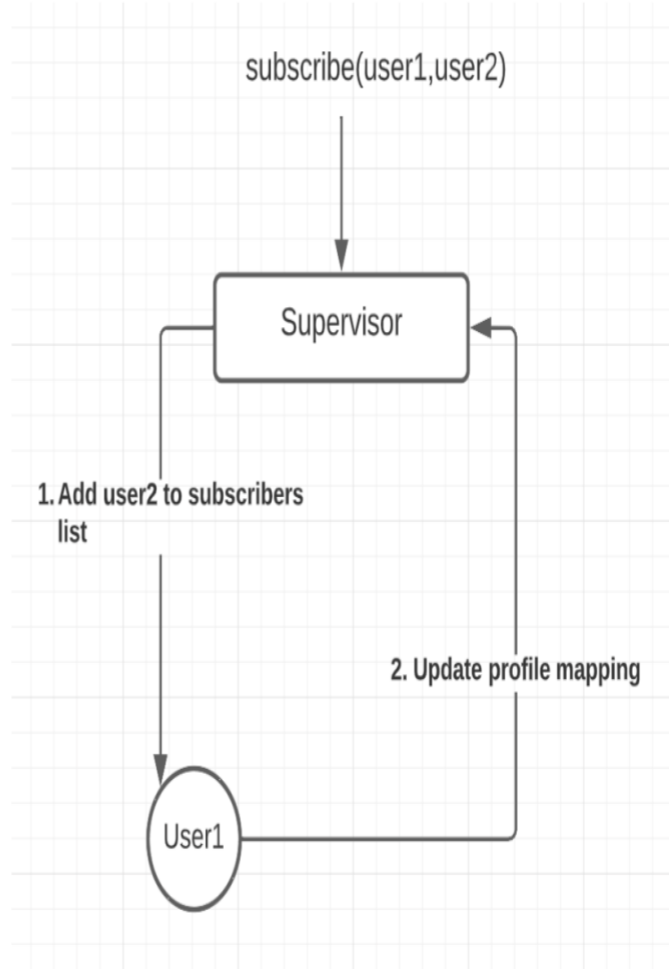 subscribe(user1,user2)
Supervisor
1. Add user2 to subscribers
list
2. Update profile mapping
User1